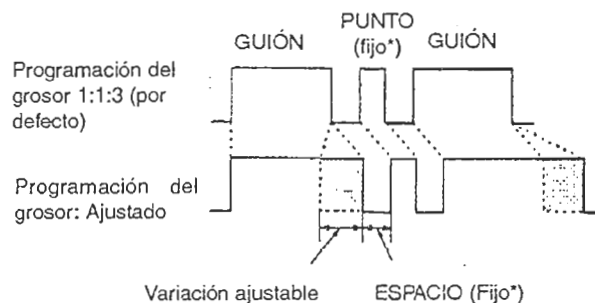 PUNTO
GUIÓN (fijo*) GUIÓN
Programación del
grosor 1:1:3 (por
defecto)
Programación del
grosor: Ajustado
Variación ajustable ESPACIO (Fijo*)